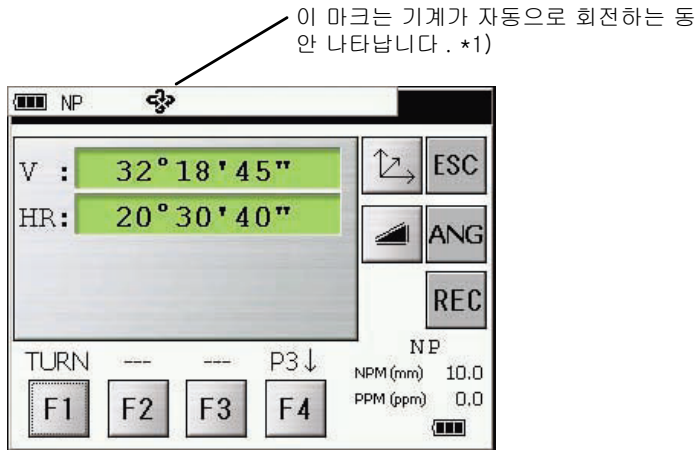 이 마크는 기계가 자동으로 회전하는 동
안 나타납니다 . *1)
NP
V : 32°18'45"
ESC
HR: 20°30'40"
ANG
REC
TURN --- --- P3↓
NP
NPM (mm) 10.0
F1 F2 F3 F4
PPM (ppm) 0.0